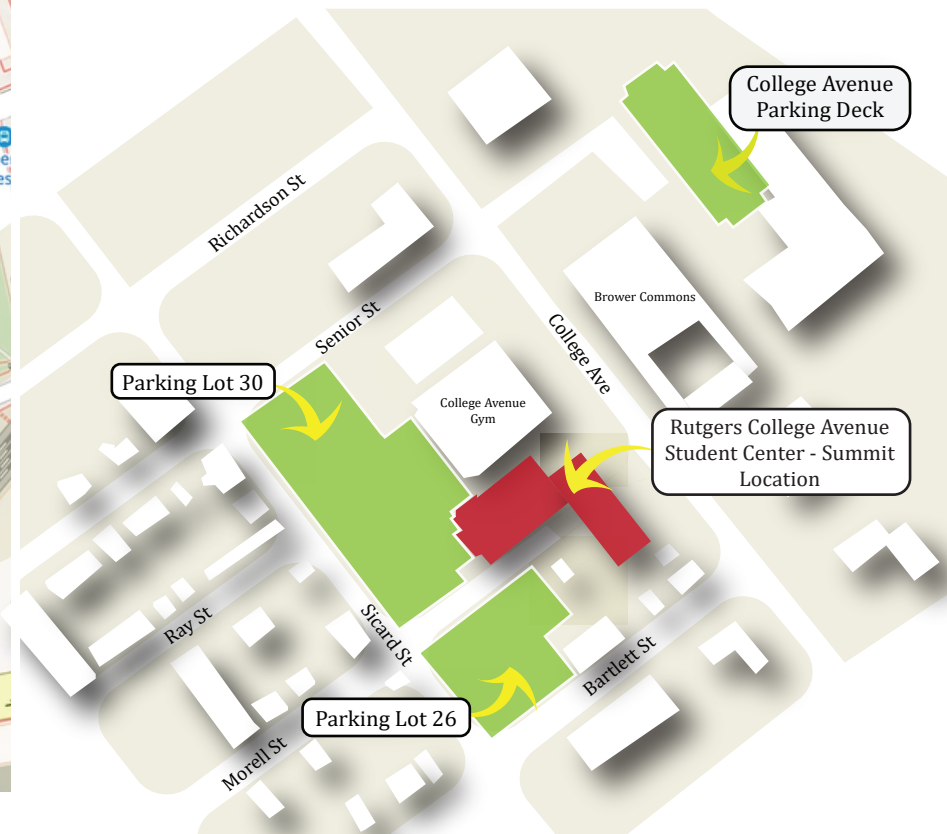 College Avenue
Parking Deck
Richardson St
Brower Commons
Senior St
College Ave
Parking Lot 30
College Avenue
Gym
Rutgers College Avenue
Student Center - Summit
Location
Ray St
Sicard St
Bartlett St
Parking Lot 26
Morell St